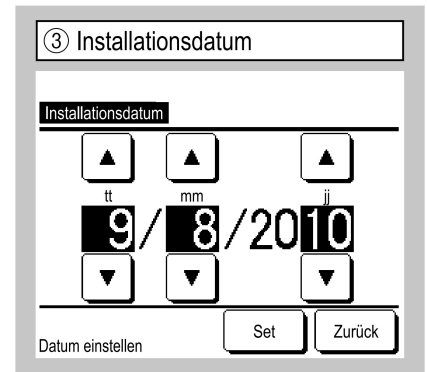 ③ Installationsdatum
Installationsdatum
▲ ▲ ▲
tt mm jj
9/8/2010
▼ ▼ ▼
Datum einstellen Set Zurück